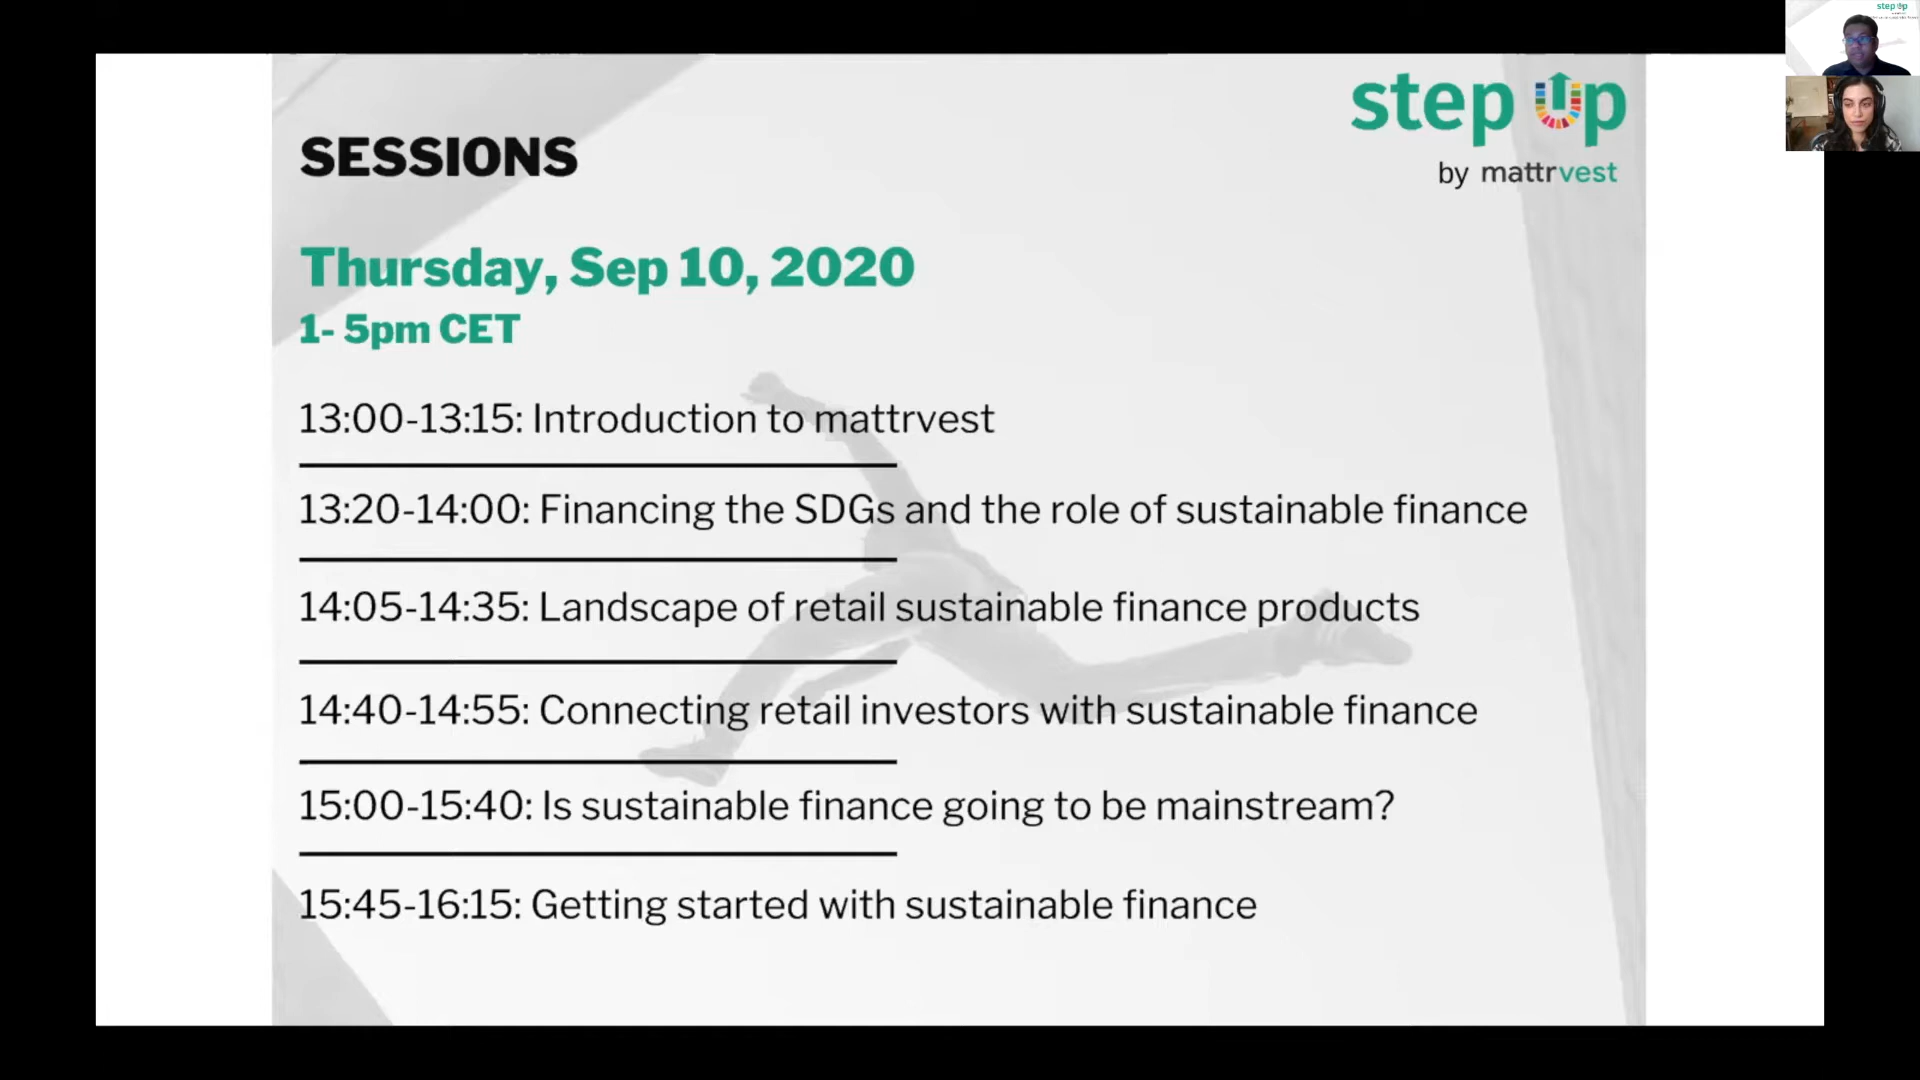 step Up
SESSIONS
step Up
by mattrvest
Thursday, Sep 10, 2020
1- 5pm CET
13:00-13:15: Introduction to mattrvest
13:20-14:00: Financing the SDGs and the role of sustainable finance
14:05-14:35: Landscape of retail sustainable finance products
14:40-14:55: Connecting retail investors with sustainable finance
15:00-15:40: Is sustainable finance going to be mainstream?
15:45-16:15: Getting started with sustainable finance